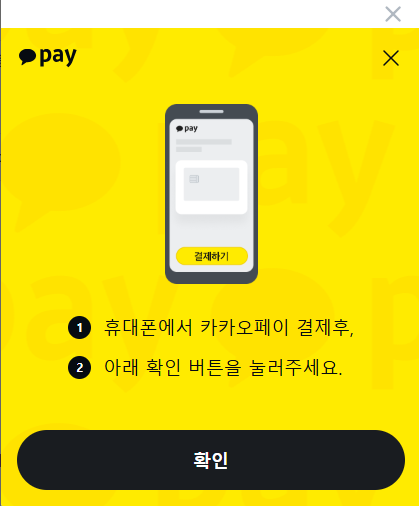 pay
pay
결제하기
1 휴대폰에서 카카오페이 결제후,
2 아래 확인 버튼을 눌러주세요.
확인